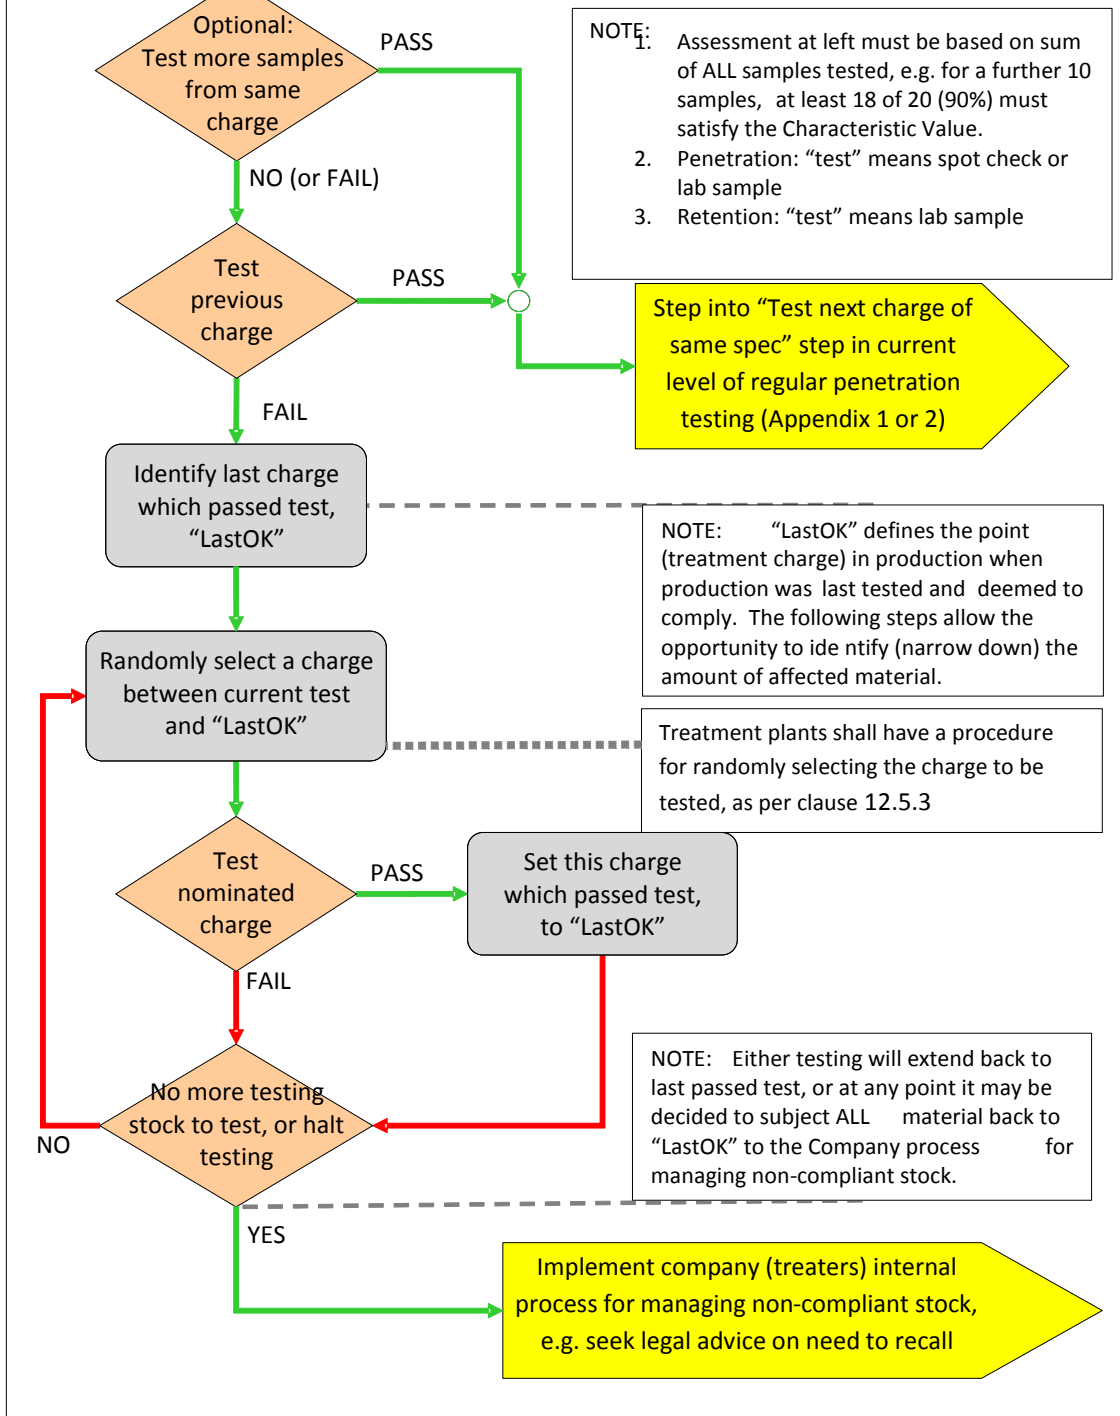 Optional:
Test more samples
from same
charge
PASS
NO (or FAIL)
NOTE:
1. Assessment at left must be based on sum
of ALL samples tested, e.g. for a further 10
samples, at least 18 of 20 (90%) must
satisfy the Characteristic Value.
2. Penetration: “test” means spot check or
lab sample
3. Retention: “test” means lab sample
Test
previous
charge
PASS
FAIL
Step into “Test next charge of
same spec” step in current
level of regular penetration
testing (Appendix 1 or 2)
Identify last charge
which passed test,
“LastOK”
NOTE: “LastOK” defines the point
(treatment charge) in production when
production was last tested and deemed to
comply. The following steps allow the
opportunity to ide ntify (narrow down) the
amount of affected material.
Randomly select a charge
between current test
and “LastOK”
Treatment plants shall have a procedure
for randomly selecting the charge to be
tested, as per clause 12.5.3
Test
nominated
charge
PASS
FAIL
Set this charge
which passed test,
to “LastOK”
No more testing
stock to test, or halt
testing
NO
YES
NOTE: Either testing will extend back to
last passed test, or at any point it may be
decided to subject ALL material back to
“LastOK” to the Company process for
managing non-compliant stock.
Implement company (treaters) internal
process for managing non-compliant stock,
e.g. seek legal advice on need to recall